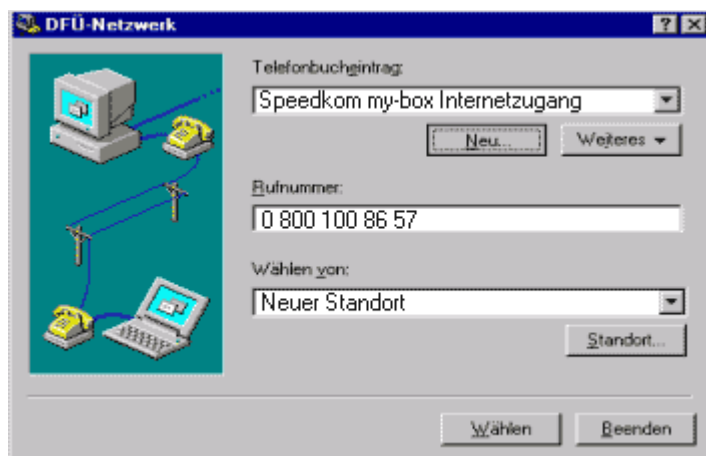 DFÜ-Netzwerk
Telefonbucheintrag:
Speedkom my-box Internetzugang
Neu... Weiteres
Rufnummer:
0 800 100 86 57
Wählen von:
Neuer Standort
Standort...
Wählen Beenden